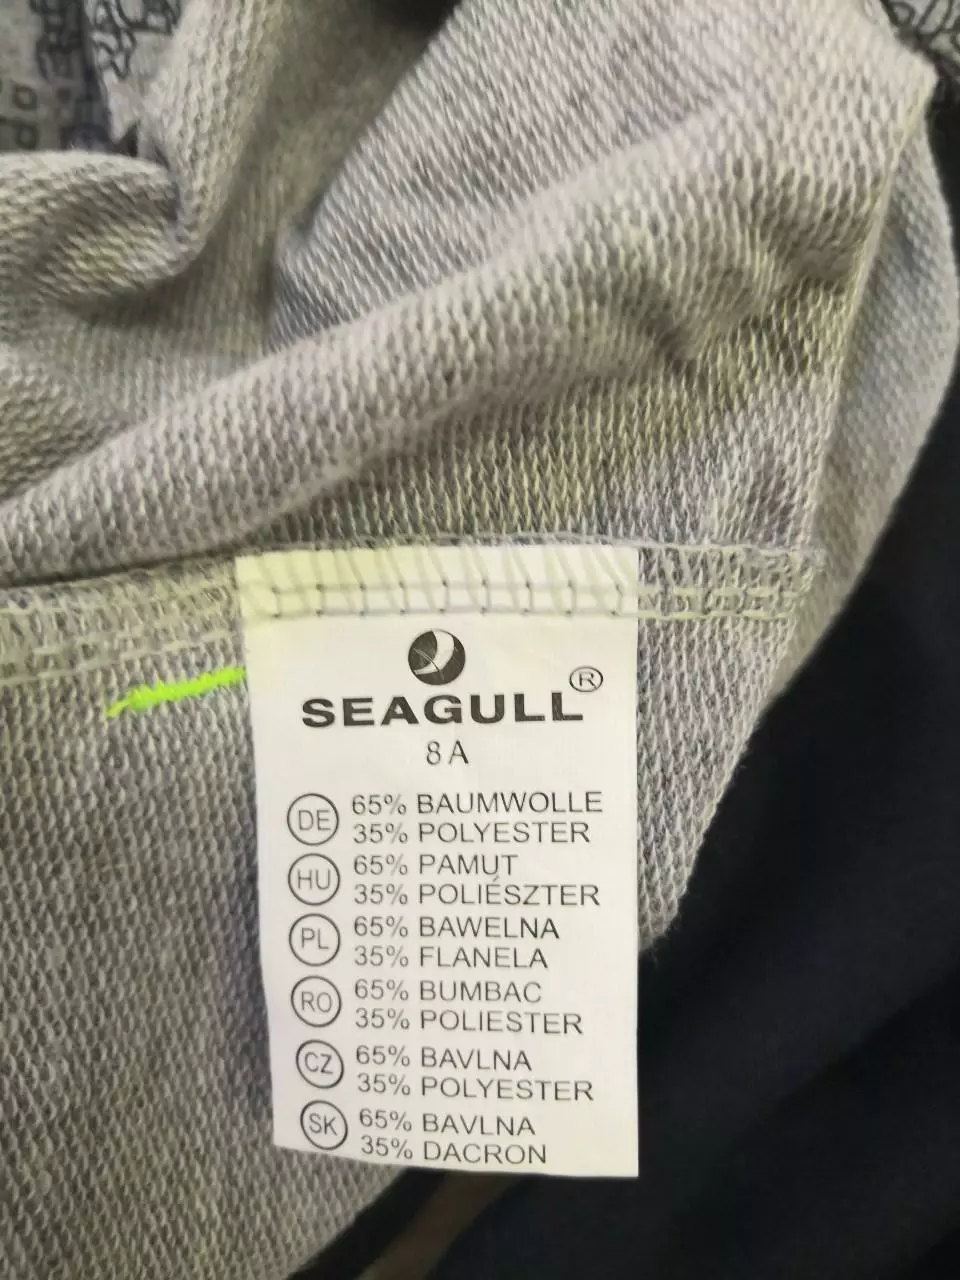 SEAGULL®
8A
DE 65% BAUMWOLLE
35% POLYESTER
HU 65% PAMUT
35% POLIÉSZTER
PL 65% BAWELNA
35% FLANELA
RO 65% BUMBAC
35% POLIESTER
CZ 65% BAVLNA
35% POLYESTER
SK 65% BAVLNA
35% DACRON